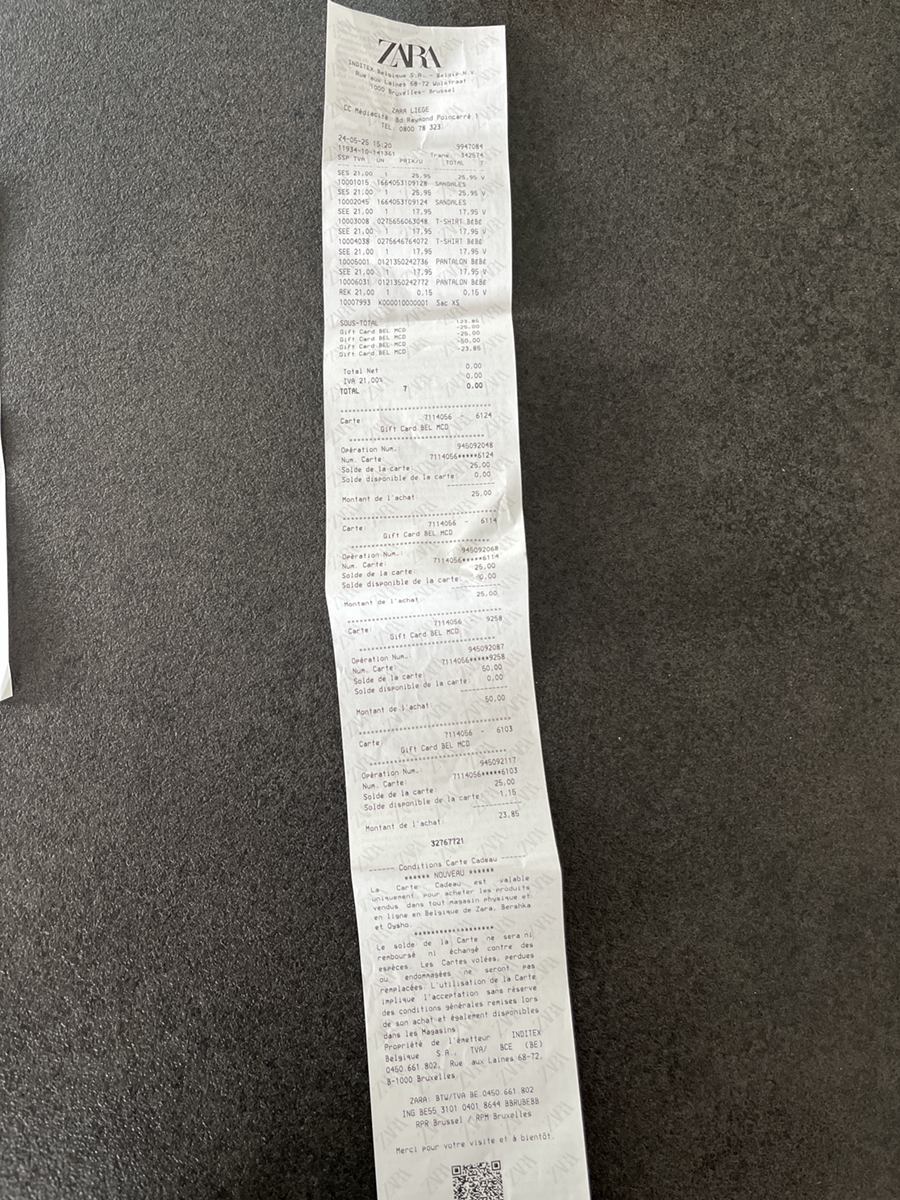 ZARA
INDITEX Belgique S.A. - België N.V.
Rue aux Laines 68-72 Wolstraat
1000 Bruxelles- Brussel
ZARA LIEGE
CC Médiacité, Bd Raymond Poincarré 1
TEL: 0800 78 323
24-05-25 15:20 9947084
11934-10-141361 Trans: 342574
SSP TVA UN PRIX/U TOTAL T
SES 21,00 1 25,95 25,95 V
10001015 1664053109128 SANDALES
SES 21,00 1 25,95 25,95 V
10002045 1664053109124 SANDALES
SEE 21,00 1 17,95 17,95 V
10003008 0275656063048 T-SHIRT BéBé
SEE 21,00 1 17,95 17,95 V
10004038 0275646764072 T-SHIRT BéBé
SEE 21,00 1 17,95 17,95 V
10005001 0121350242736 PANTALON BéBé
SEE 21,00 1 17,95 17,95 V
10006031 0121350242772 PANTALON BéBé
REK 21,00 1 0,15 0,15 V
10007993 K000010000001 Sac XS
SOUS-TOTAL 123,85
Gift Card BEL MCD -25,00
Gift Card BEL MCD -25,00
Gift Card BEL MCD -50,00
Gift Card BEL MCD -23,85
Total Net 0,00
IVA 21,00% 0,00
TOTAL 7 0,00
Carte: 7114056 - 6124
Gift Card BEL MCD
Opération Num.: 945092048
Num. Carte: 7114056*****6124
Solde de la carte: 25,00
Solde disponible de la carte: 0,00
Montant de l'achat: 25,00
Carte: 7114056 - 6114
Gift Card BEL MCD
Opération Num.: 945092068
Num. Carte: 7114056*****6114
Solde de la carte: 25,00
Solde disponible de la carte: 0,00
Montant de l'achat: 25,00
Carte: 7114056 9258
Gift Card BEL MCD
Opération Num.: 945092087
Num. Carte: 7114056*****9258
Solde de la carte: 50,00
Solde disponible de la carte: 0,00
Montant de l'achat: 50,00
Carte: 7114056 - 6103
Gift Card BEL MCD
Opération Num.: 945092117
Num. Carte: 7114056*****6103
Solde de la carte: 25,00
Solde disponible de la carte: 1,15
Montant de l'achat: 23,85
32767721
------ Conditions Carte Cadeau ------
****** NOUVEAU ******
La Carte Cadeau est valable
uniquement pour acheter les produits
vendus dans tout magasin physique et
en ligne en Belgique de Zara, Bershka
et Oysho.
Le solde de la Carte ne sera ni
remboursé ni échangé contre des
espèces. Les Cartes volées, perdues
ou endommagées ne seront pas
remplacées. L'utilisation de la Carte
implique l'acceptation sans réserve
des conditions générales remises lors
de son achat et également disponibles
dans les Magasins.
Propriété de l'émetteur INDITEX
Belgique S.A., TVA/ BCE (BE)
0450.661.802, Rue aux Laines 68-72,
B-1000 Bruxelles
ZARA: BTW/TVA BE.0450.661.802
ING BE55 3101 0401 8644 BBRUBEBB
RPR Brussel / RPM Bruxelles
Merci pour votre visite et à bientôt.